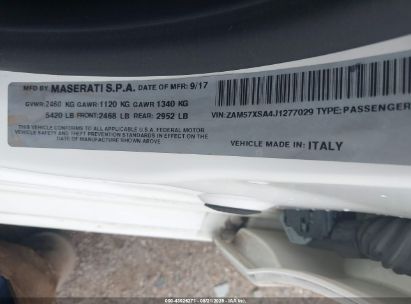 MFD BY MASERATI S.P.A. DATE OF MFR: 9/17
GVWR: 2460 KG GAWR 1120 KG GAWR 1340 KG
5420 LB FRONT: 2468 LB REAR: 2952 LB
THIS VEHICLE CONFORMS TO ALL APPLICABLE U.S.A. FEDERAL MOTOR
VEHICLE SAFETY, BUMPER, AND THEFT PREVENTION STANDARDS IN
EFFECT ON THE DATE OF MANUFACTURE SHOWN ABOVE.
VIN: ZAM57XSA4J1277029 TYPE: PASSENGER
VEHICLE MADE IN: ITALY